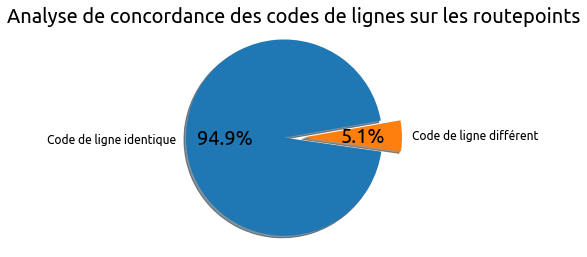 Analyse de concordance des codes de lignes sur les routepoints
Code de ligne identique
94.9%
5.1%
Code de ligne différent